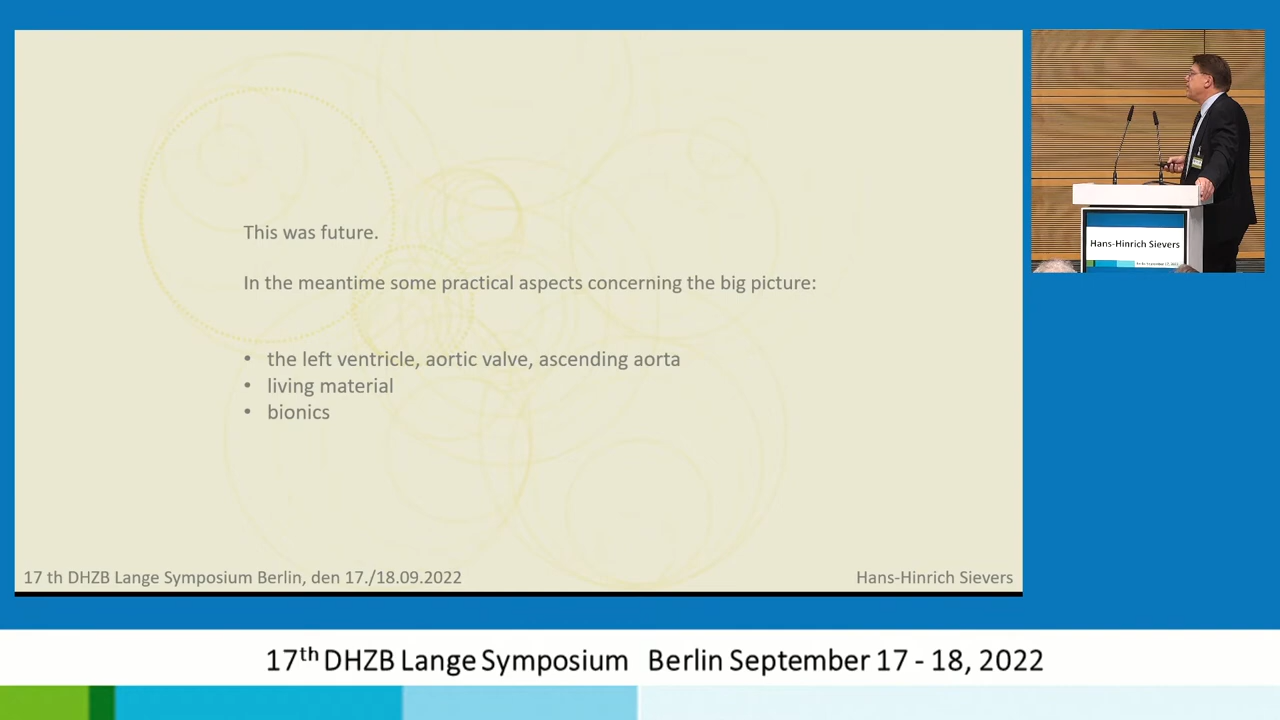 This was future.
In the meantime some practical aspects concerning the big picture:
• the left ventricle, aortic valve, ascending aorta
• living material
• bionics
17 th DHZB Lange Symposium Berlin, den 17./18.09.2022
Hans-Hinrich Sievers
Hans-Hinrich Sievers
17th DHZB Lange Symposium Berlin September 17 - 18, 2022